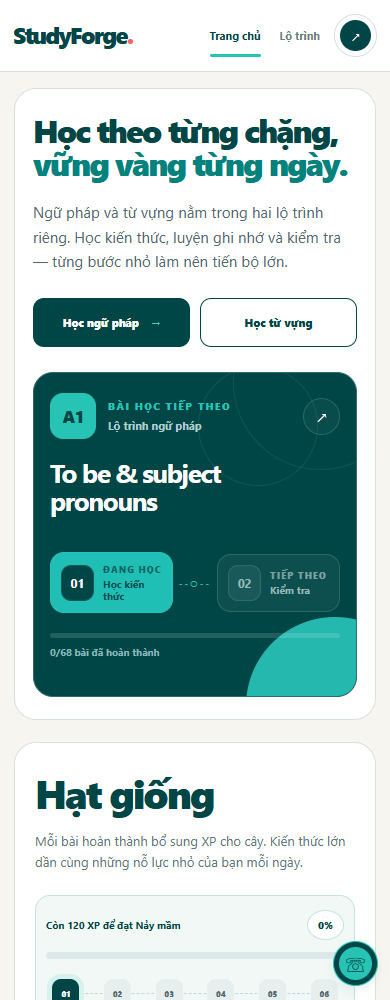 StudyForge.
Trang chủ
Lộ trình
↗
Học theo từng chặng,
vững vàng từng ngày.
Ngữ pháp và từ vựng nằm trong hai lộ trình
riêng. Học kiến thức, luyện ghi nhớ và kiểm tra
— từng bước nhỏ làm nên tiến bộ lớn.
Học ngữ pháp →
Học từ vựng
A1
BÀI HỌC TIẾP THEO
Lộ trình ngữ pháp
↗
To be & subject
pronouns
01
ĐANG HỌC
Học kiến
thức
02
TIẾP THEO
Kiểm tra
0/68 bài đã hoàn thành
Hạt giống
Mỗi bài hoàn thành bổ sung XP cho cây. Kiến thức lớn
dần cùng những nỗ lực nhỏ của bạn mỗi ngày.
Còn 120 XP để đạt Nảy mầm
0%
01 02 03 04 05 06